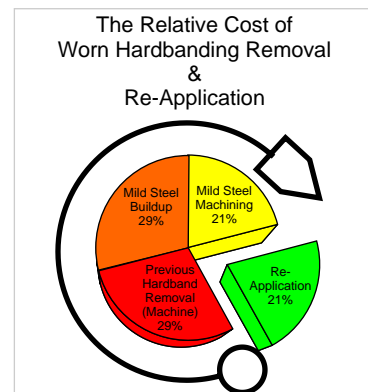 The Relative Cost of
Worn Hardbanding Removal
&
Re-Application
Mild Steel
Buildup
29%
Mild Steel
Machining
21%
Previous
Hardband
Removal
(Machine)
29%
Re-
Application
21%